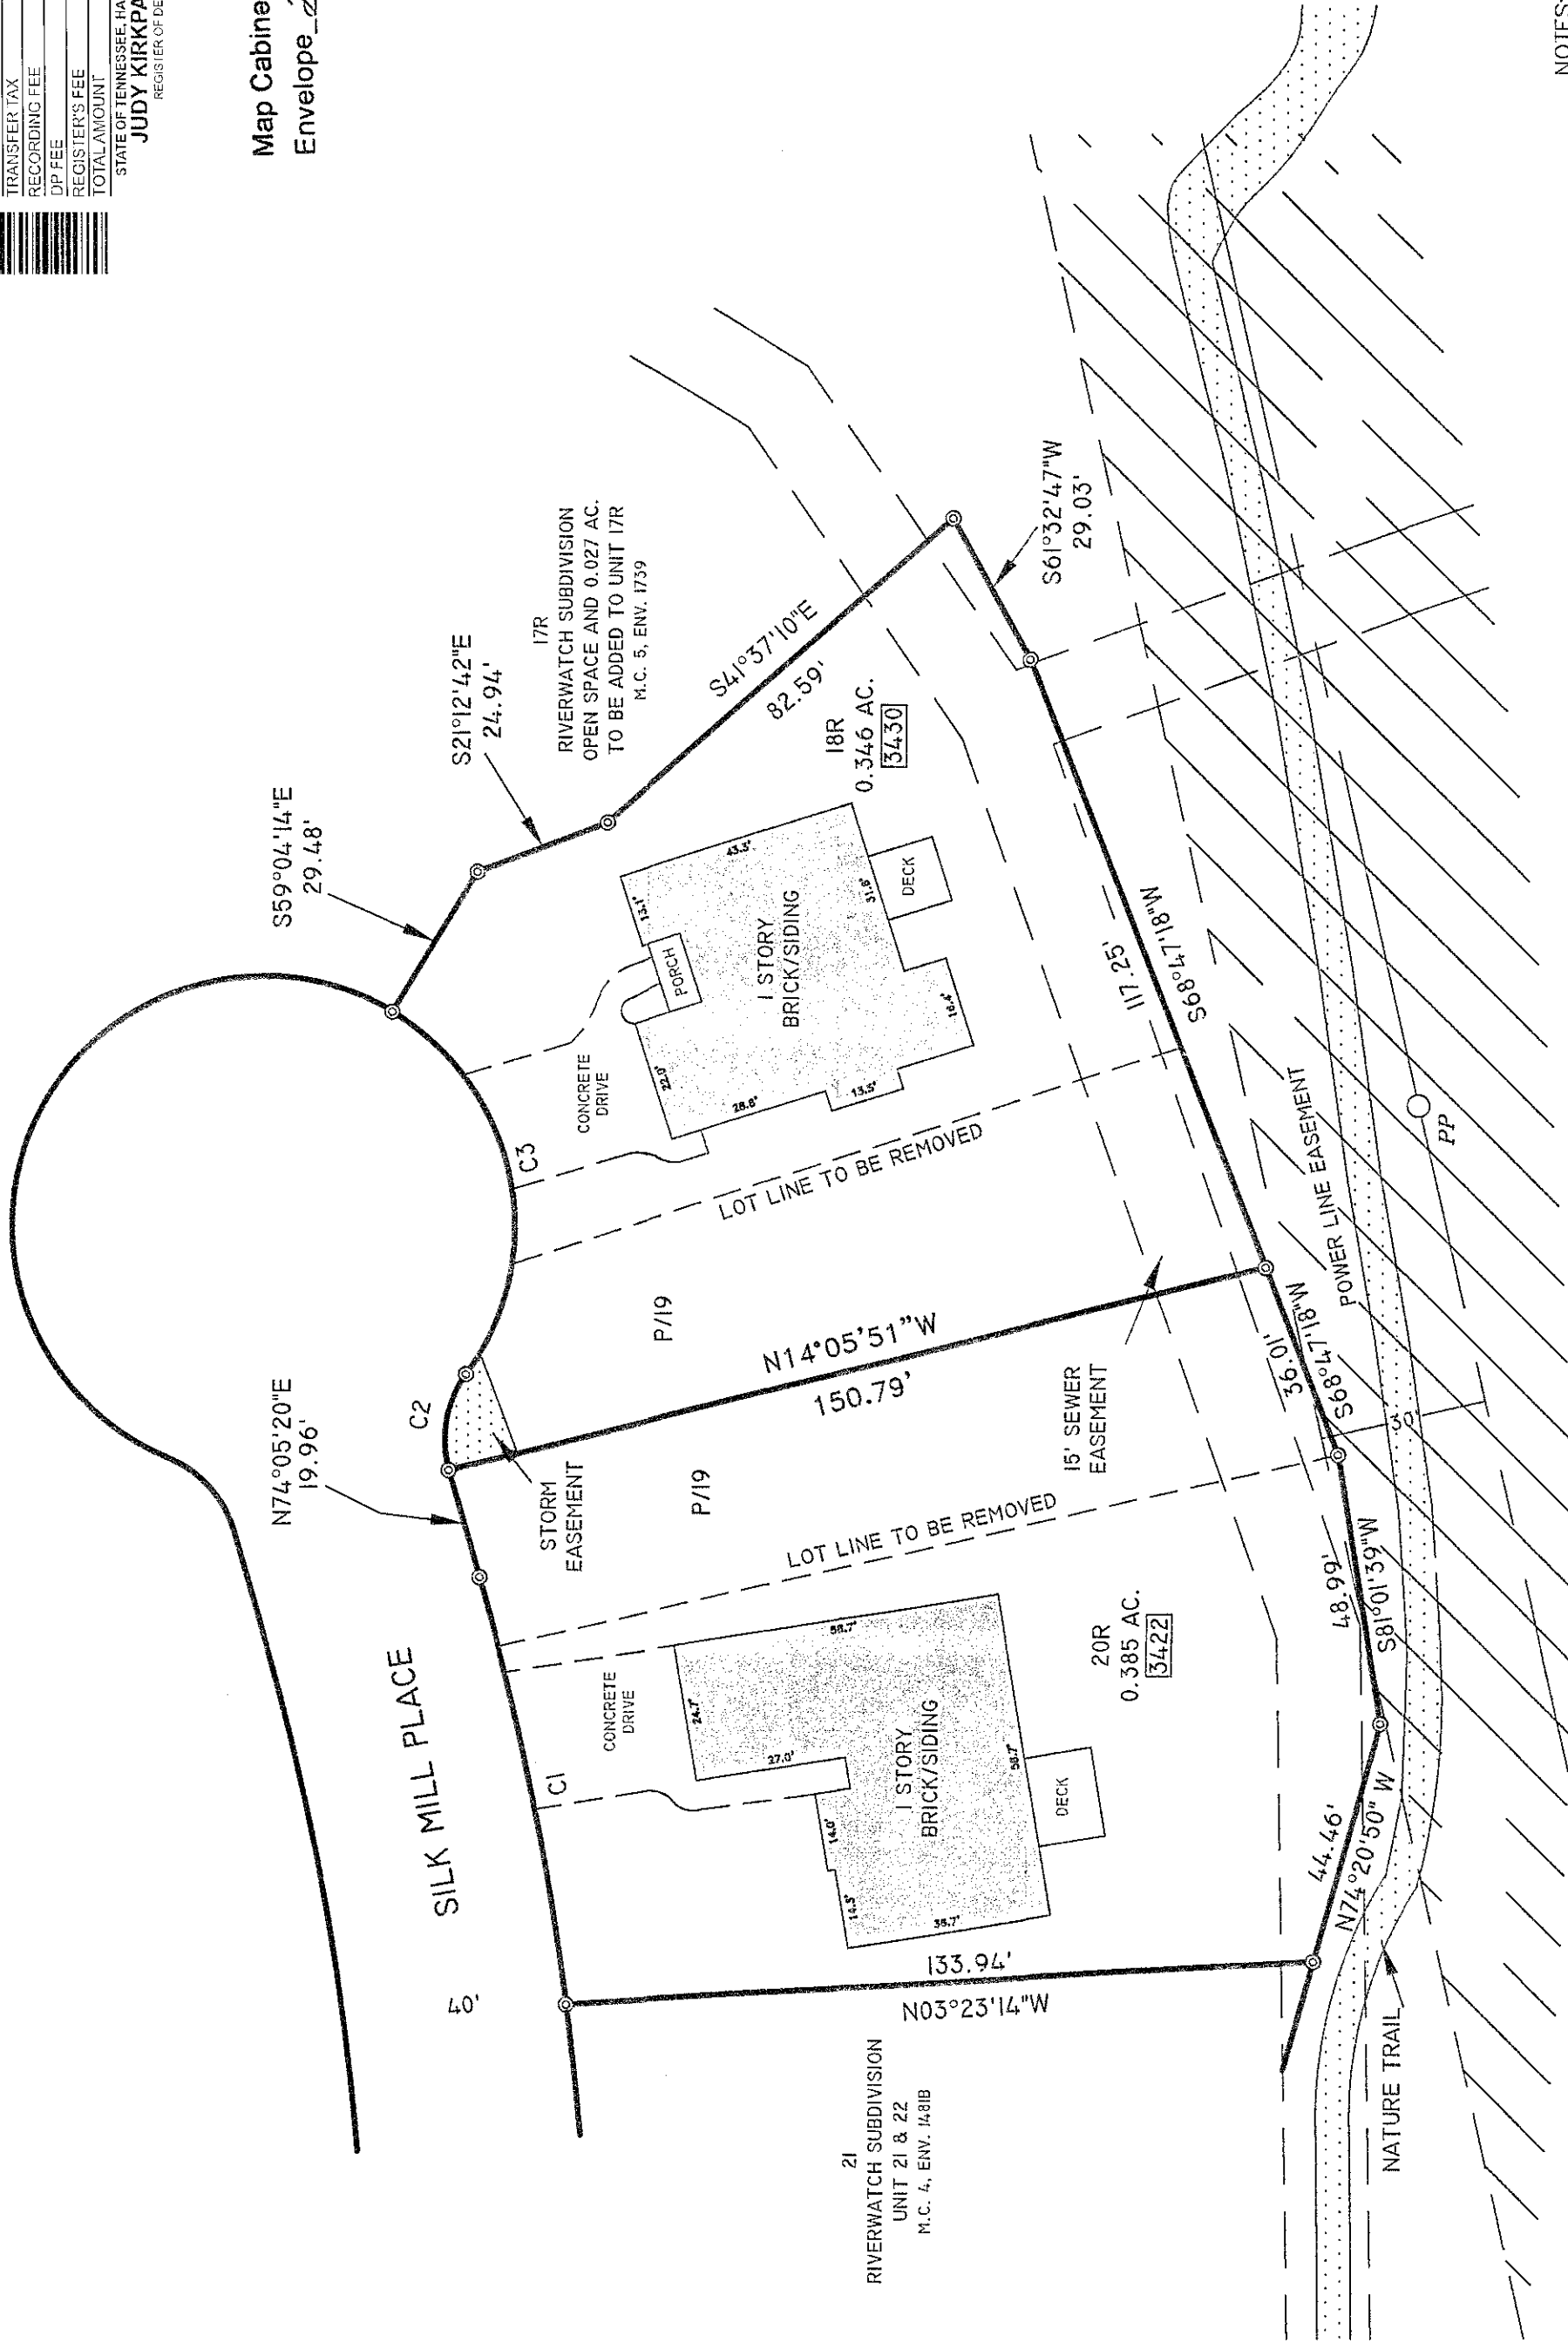 TRANSFER TAX
RECORDING FEE
DP FEE
REGISTER'S FEE
TOTAL AMOUNT
STATE OF TENNESSEE,
JUDY
REGISTER OF
Map
Envelope
NOTES:
S59°04'14"E
29.48'
S21°12'42"E
24.94'
17R
RIVERWATCH SUBDIVISION
OPEN SPACE AND 0.027 AC.
TO BE ADDED TO UNIT 17R
M.C. 5, ENV. 1739
S41°37'10"E
82.59'
S61°32'47"W
29.03'
18R
0.346 AC.
3430
43.3'
13.1'
PORCH
1 STORY
BRICK/SIDING
31.6'
DECK
22.0'
28.8'
13.5'
16.4'
CONCRETE
DRIVE
C3
LOT LINE TO BE REMOVED
117.25'
S68°47'18"W
N74°05'20"E
19.96'
C2
STORM
EASEMENT
P/19
N14°05'51"W
150.79'
P/19
15' SEWER
EASEMENT
36.01'
S68°47'18"W
POWER LINE EASEMENT
30'
PP
LOT LINE TO BE REMOVED
SILK MILL PLACE
40'
C1
CONCRETE
DRIVE
24.7'
58.7'
27.0'
14.0'
14.5'
1 STORY
BRICK/SIDING
58.7'
DECK
20R
0.385 AC.
3422
48.99'
S81°01'39"W
44.46'
N74°20'50" W
133.94'
N03°23'14"W
21
RIVERWATCH SUBDIVISION
UNIT 21 & 22
M.C. 4, ENV. 1481B
NATURE TRAIL